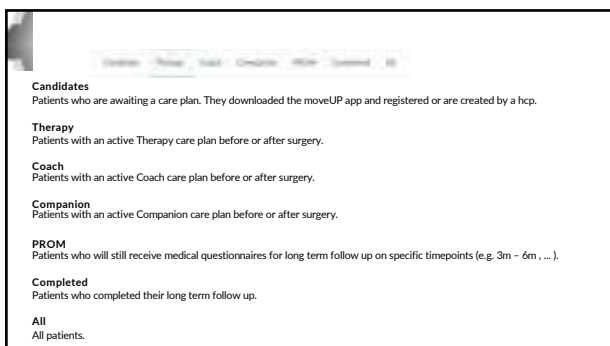 Candidates
Patients who are awaiting a care plan. They downloaded the moveUP app and registered or are created by a hcp.
Therapy
Patients with an active Therapy care plan before or after surgery.
Coach
Patients with an active Coach care plan before or after surgery.
Companion
Patients with an active Companion care plan before or after surgery.
PROM
Patients who will still receive medical questionnaires for long term follow up on specific timepoints (e.g. 3m – 6m , ... ).
Completed
Patients who completed their long term follow up.
All
All patients.